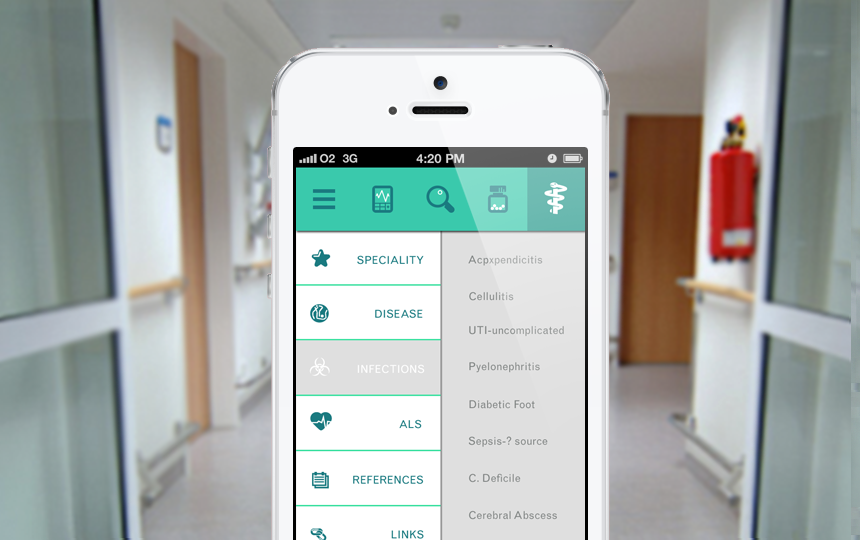 O2 3G 4:20 PM
SPECIALITY
DISEASE
INFECTIONS
ALS
REFERENCES
LINKS
Acpxpendicitis
Cellulitis
UTI-uncomplicated
Pyelonephritis
Diabetic Foot
Sepsis-? source
C. Deficile
Cerebral Abscess